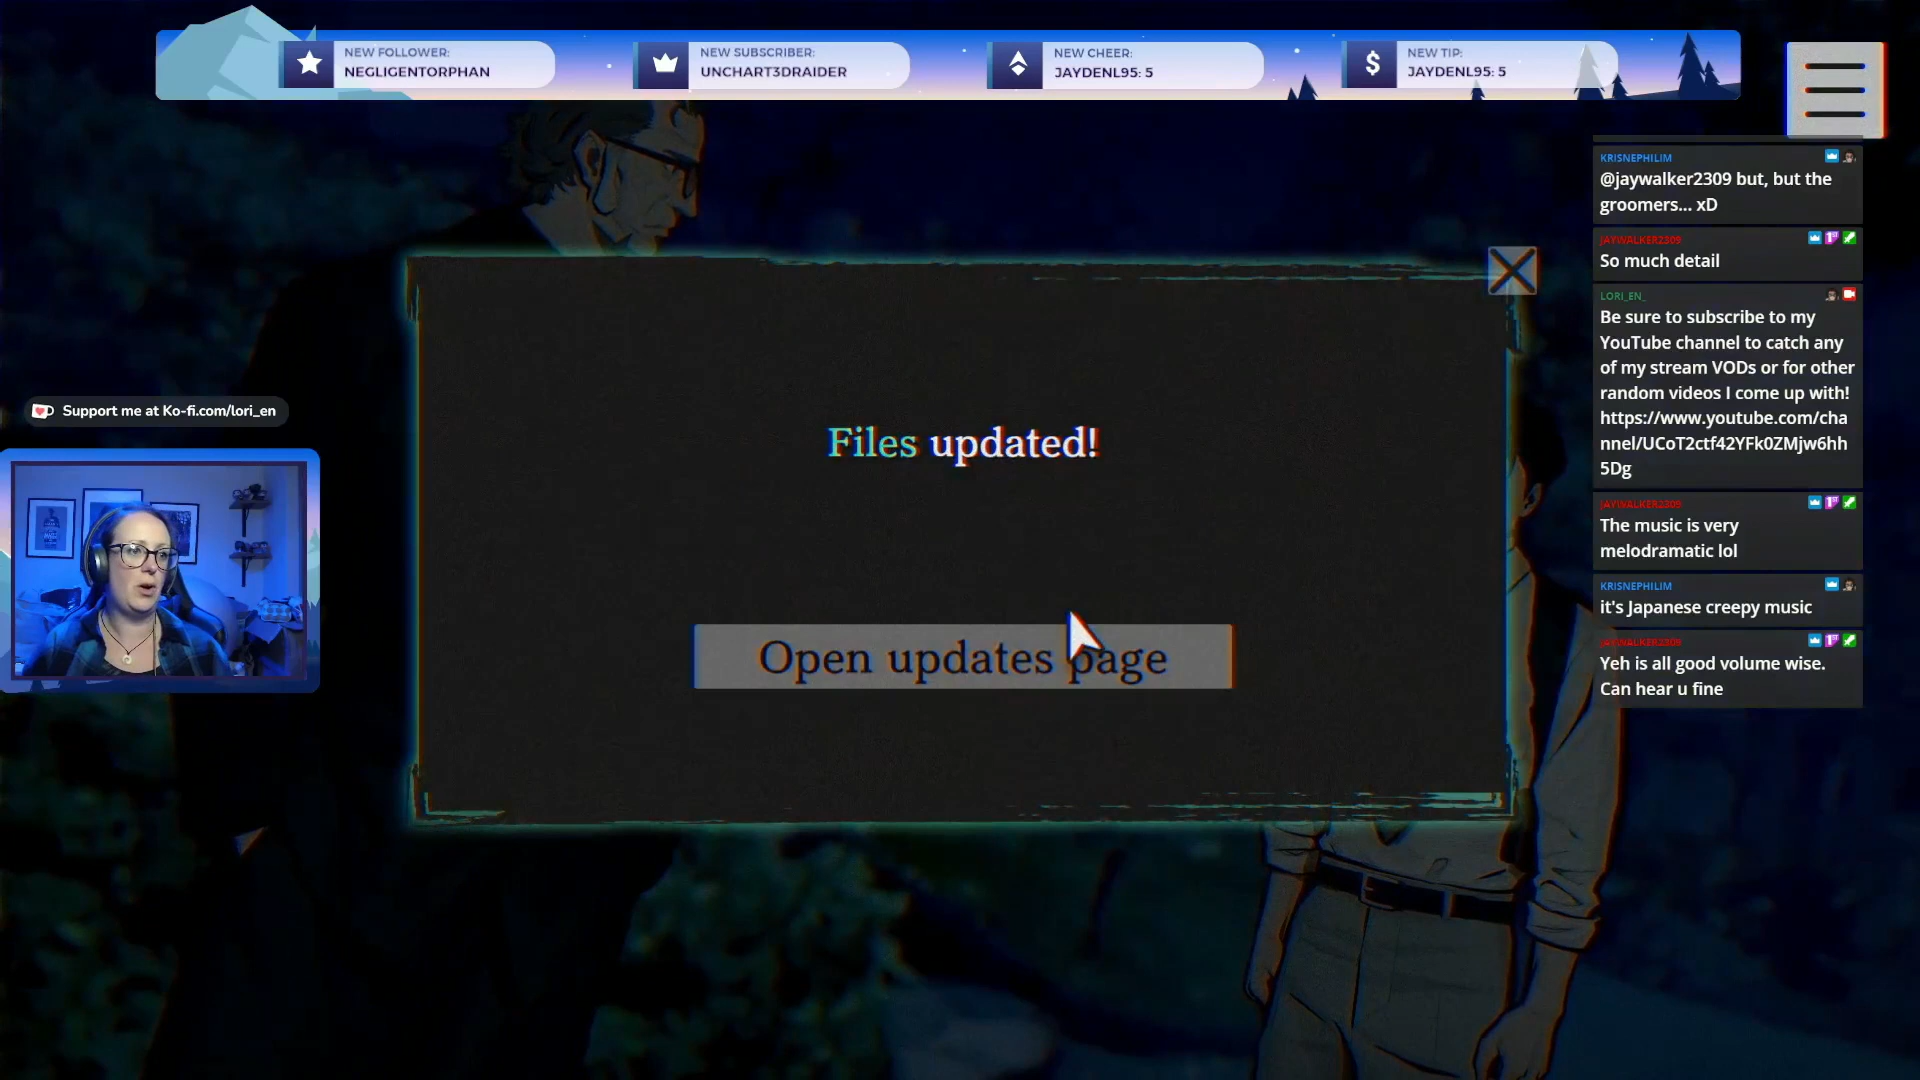 NEW FOLLOWER:
NEGLIGENTORPHAN
NEW SUBSCRIBER:
UNCHART3DRAIDER
NEW CHEER:
JAYDENL95: 5
NEW TIP:
JAYDENL95: 5
KRISNEPHILIM
@jaywalker2309 but, but the
groomers... xD
JAYWALKER2309
So much detail
LORI_EN_
Be sure to subscribe to my
YouTube channel to catch any
of my stream VODs or for other
random videos I come up with!
https://www.youtube.com/cha
nnel/UCoT2ctf42YFk0ZMjw6hh
5Dg
JAYWALKER2309
The music is very
melodramatic lol
KRISNEPHILIM
it's Japanese creepy music
JAYWALKER2309
Yeh is all good volume wise.
Can hear u fine
Support me at Ko-fi.com/lori_en
Files updated!
Open updates page